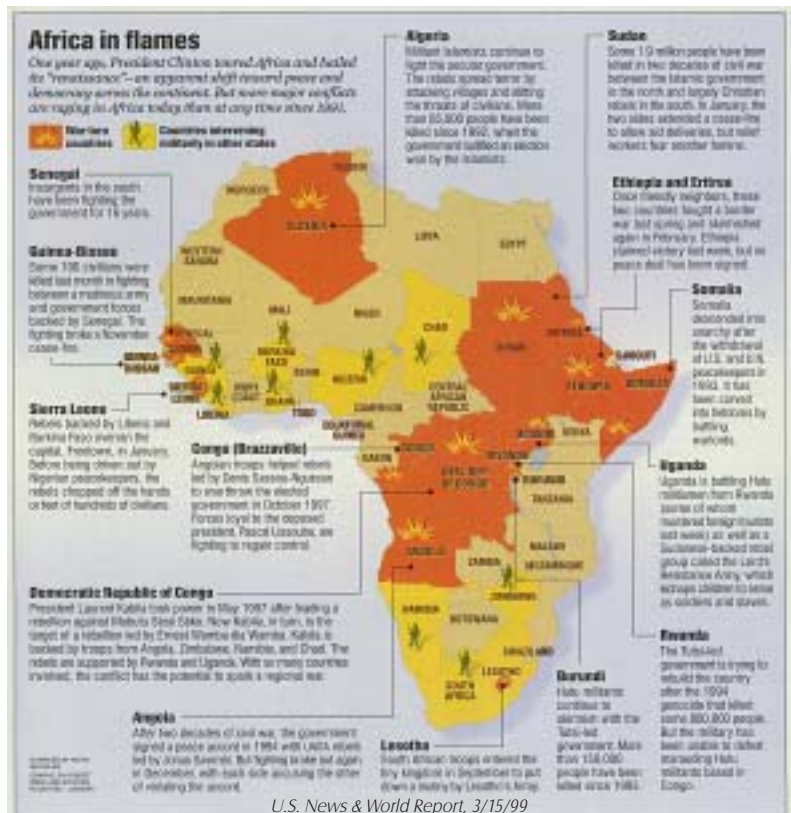 Africa in flames
One year ago, President Clinton toured Africa and hailed
its "renaissance"–an apparent shift toward peace and
democracy across the continent. But more major conflicts
are raging in Africa today than at any time since
War-torn
countries
Countries intervening
militarily in other states
Algeria
Militant Islamists continue to
fight the secular government.
The rebels spread terror by
attacking villages and slitting
the throats of civilians. More
than people have been
killed since 1992, when the
government nullified an election
won by the Islamists.
Sudan
Some 1.9 million people have been
killed in two decades of civil war
between the Islamic government
in the north and largely Christian
rebels in the south. In January, the
two sides extended a cease-fire
to allow aid deliveries, but relief
workers fear another famine.
Senegal
Insurgents in the south
have been fighting the
government for 16 years.
Guinea-Bissau
Some 100 civilians were
killed last month in fighting
between a mutinous army
and government forces
backed by Senegal. The
fighting broke a November
cease-fire.
Ethiopia and Eritrea
Once friendly neighbors, these
two countries fought a border
war last spring and skirmished
again in February. Ethiopia
claimed victory last week, but no
peace deal has been signed.
Somalia
Somalia
descended into
anarchy after
the withdrawal
of U.S. and U.N.
peacekeepers in
It has
been carved
into fiefdoms by
battling
warlords.
Sierra Leone
Rebels backed by Liberia and
Burkina Faso overran the
capital, Freetown, in January.
Before being driven out by
Nigerian peacekeepers, the
rebels chopped off the hands
or feet of hundreds of civilians.
Congo (Brazzaville)
Angolan troops helped rebels
led by Denis Sassou-Nguesso
to overthrow the elected
government in October 1997.
Forces loyal to the deposed
president, Pascal Lissouba, are
fighting to regain control.
Uganda
Uganda is battling Hutu
militiamen from Rwanda
(some of whom
murdered foreign tourists
last week) as well as a
Sudanese-backed rebel
group called the Lord's
Resistance Army, which
kidnaps children to serve
as soldiers and slaves.
Democratic Republic of Congo
President Laurent Kabila took power in May 1997 after leading a
rebellion against Mobutu Sese Seko. Now Kabila, in turn, is the
target of a rebellion led by Ernest Wamba dia Wamba. Kabila is
backed by troops from Angola, Zimbabwe, Namibia, and Chad. The
rebels are supported by Rwanda and Uganda. With so many countries
involved, the conflict has the potential to spark a regional war.
Rwanda
The Tutsi-led
government is trying to
rebuild the country
after the 1994
genocide that killed
some 800,000 people.
But the military has
been unable to defeat
marauding Hutu
militants based in
Congo.
Burundi
Hutu militants
continue to
skirmish with the
Tutsi-led
government. More
than people have been
killed since 1993.
Angola
After two decades of civil war, the government
signed a peace accord in 1994 with UNITA rebels
led by Jonas Savimbi. But fighting broke out again
in December, with each side accusing the other
of violating the accord.
Lesotho
South African troops entered the
tiny kingdom in September to put
down a mutiny by Lesotho's Army.
MOROCCO
TUNISIA
ALGERIA
LIBYA
EGYPT
WESTERN
SAHARA
MAURITANIA
MALI
NIGER
CHAD
SUDAN
ERITREA
DJIBOUTI
ETHIOPIA
SOMALIA
SENEGAL
GUINEA-
BISSAU
GUINEA
SIERRA
LEONE
LIBERIA
IVORY
COAST
BURKINA
FASO
GHANA
TOGO
BENIN
NIGERIA
CAMEROON
CENTRAL
AFRICAN
REPUBLIC
EQUATORIAL
GUINEA
GABON
CONGO
UGANDA
KENYA
RWANDA
BURUNDI
TANZANIA
ANGOLA
ZAMBIA
MALAWI
MOZAMBIQUE
ZIMBABWE
NAMIBIA
BOTSWANA
SWAZILAND
LESOTHO
SOUTH
AFRICA
U.S. News & World Report, 3/15/99